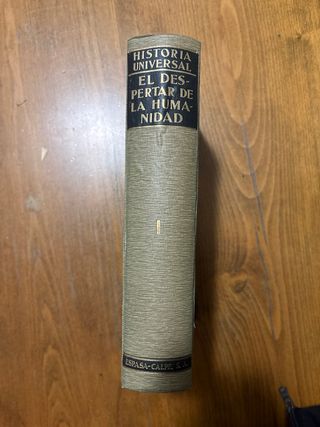 HISTORIA
UNIVERSAL
EL DES-
PERTAR DE
LA HUMA-
NIDAD
I
ESPASA-CALPE, S. A.